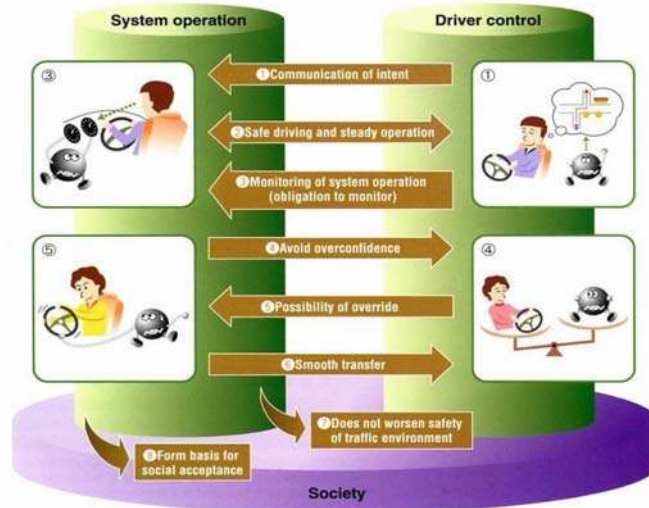 System operation
Driver control
③
①
❶Communication of intent
❷Safe driving and steady operation
❸Monitoring of system operation
(obligation to monitor)
⑤
④
❹Avoid overconfidence
❺Possibility of override
❻Smooth transfer
❼Does not worsen safety
of traffic environment
❽Form basis for
social acceptance
Society